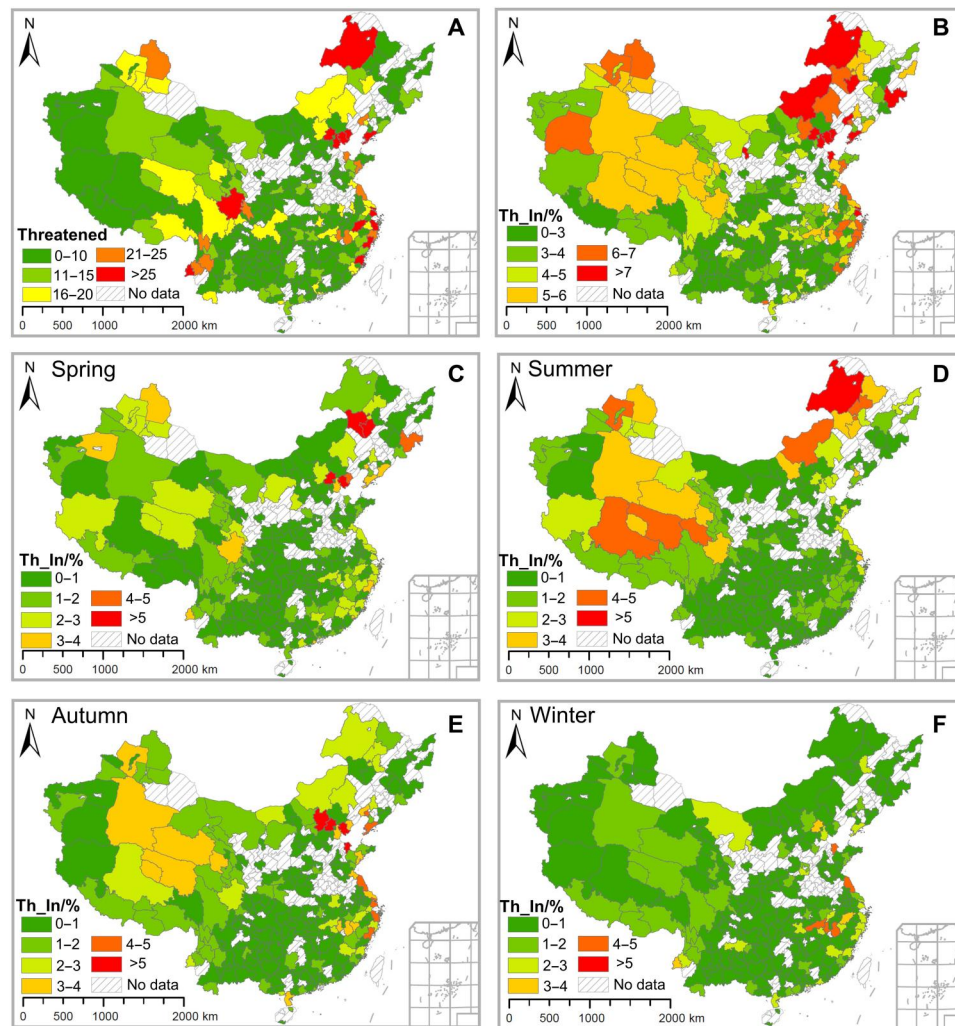 N
A
Threatened
0–10
21–25
11–15
>25
16–20
No data
0 500 1000 2000 km
N
B
Th_In/%
0–3
3–4
6–7
4–5
>7
5–6
No data
0 500 1000 2000 km
N
Spring
C
Th_In/%
0–1
1–2
4–5
2–3
>5
3–4
No data
0 500 1000 2000 km
N
Summer
D
Th_In/%
0–1
1–2
4–5
2–3
>5
3–4
No data
0 500 1000 2000 km
N
Autumn
E
Th_In/%
0–1
1–2
4–5
2–3
>5
3–4
No data
0 500 1000 2000 km
N
Winter
F
Th_In/%
0–1
1–2
4–5
2–3
>5
3–4
No data
0 500 1000 2000 km